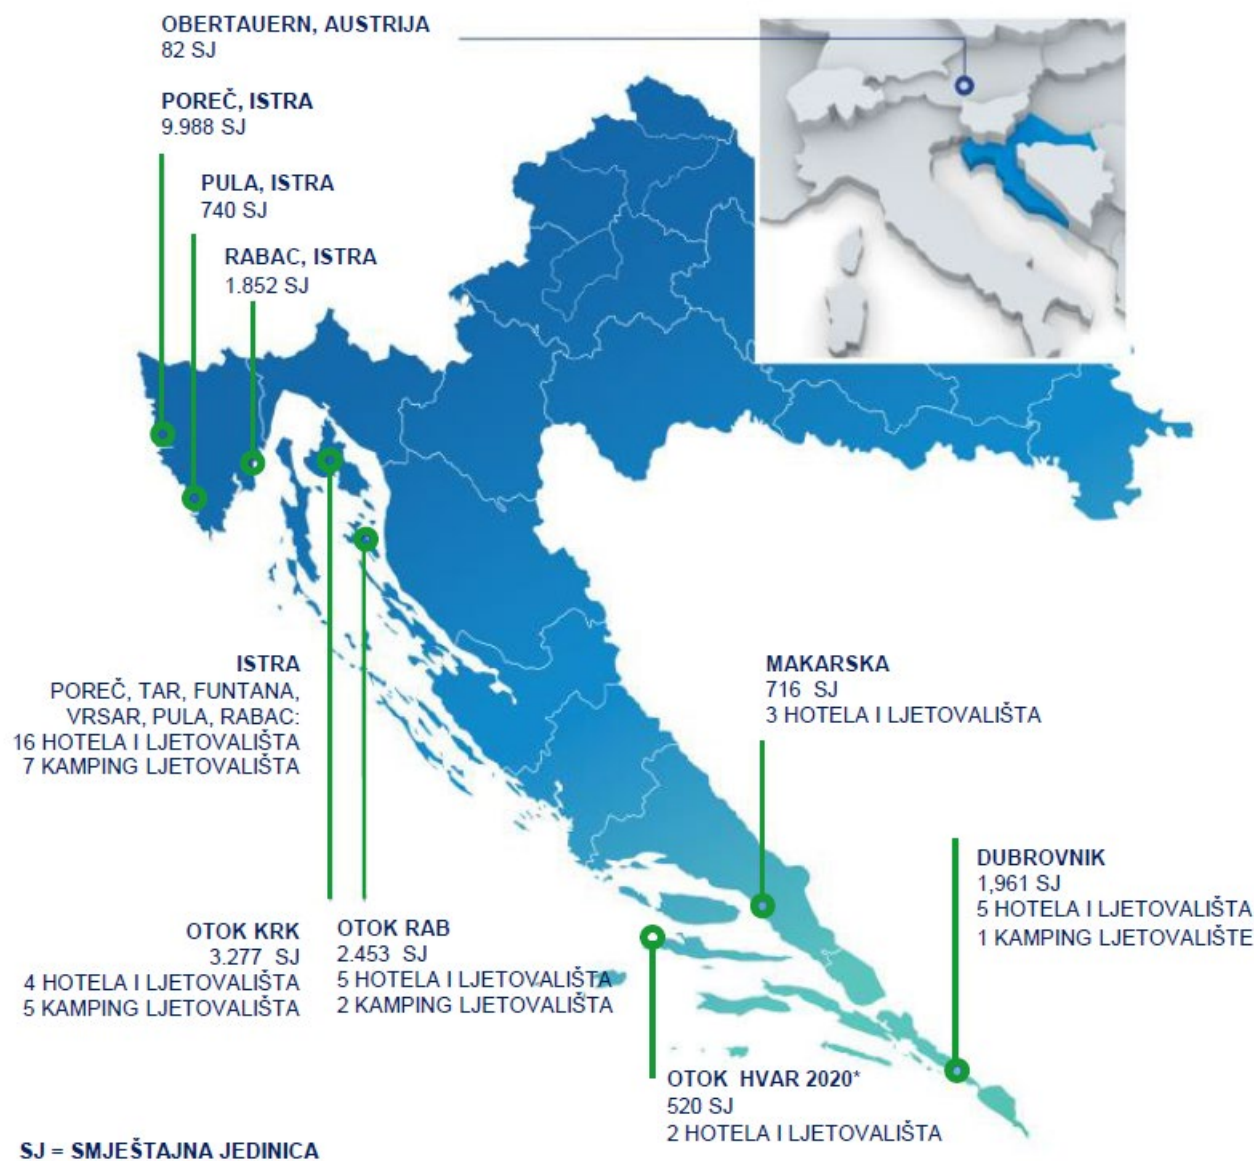 OBERTAUERN, AUSTRIJA
82 SJ
POREČ, ISTRA
9.988 SJ
PULA, ISTRA
740 SJ
RABAC, ISTRA
1.852 SJ
ISTRA
POREČ, TAR, FUNTANA,
VRSAR, PULA, RABAC:
16 HOTELA I LJETOVALIŠTA
7 KAMPING LJETOVALIŠTA
MAKARSKA
716 SJ
3 HOTELA I LJETOVALIŠTA
DUBROVNIK
1,961 SJ
5 HOTELA I LJETOVALIŠTA
1 KAMPING LJETOVALIŠTE
OTOK KRK
3.277 SJ
4 HOTELA I LJETOVALIŠTA
5 KAMPING LJETOVALIŠTA
OTOK RAB
2.453 SJ
5 HOTELA I LJETOVALIŠTA
2 KAMPING LJETOVALIŠTA
OTOK HVAR 2020*
520 SJ
2 HOTELA I LJETOVALIŠTA
SJ = SMJEŠTAJNA JEDINICA